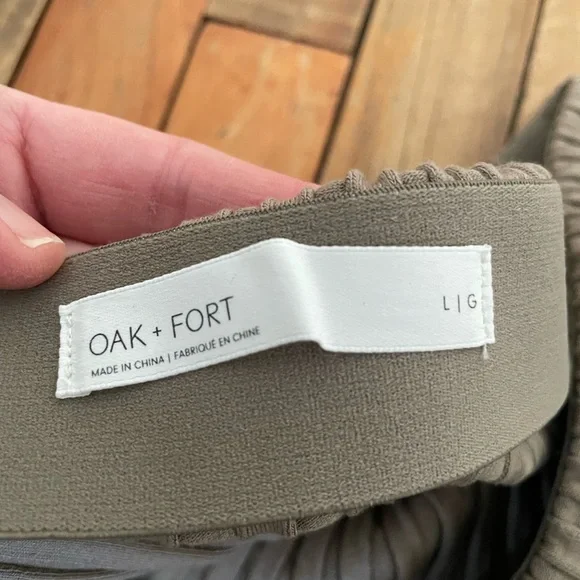 OAK + FORT
MADE IN CHINA | FABRIQUÉ EN CHINE
L|G